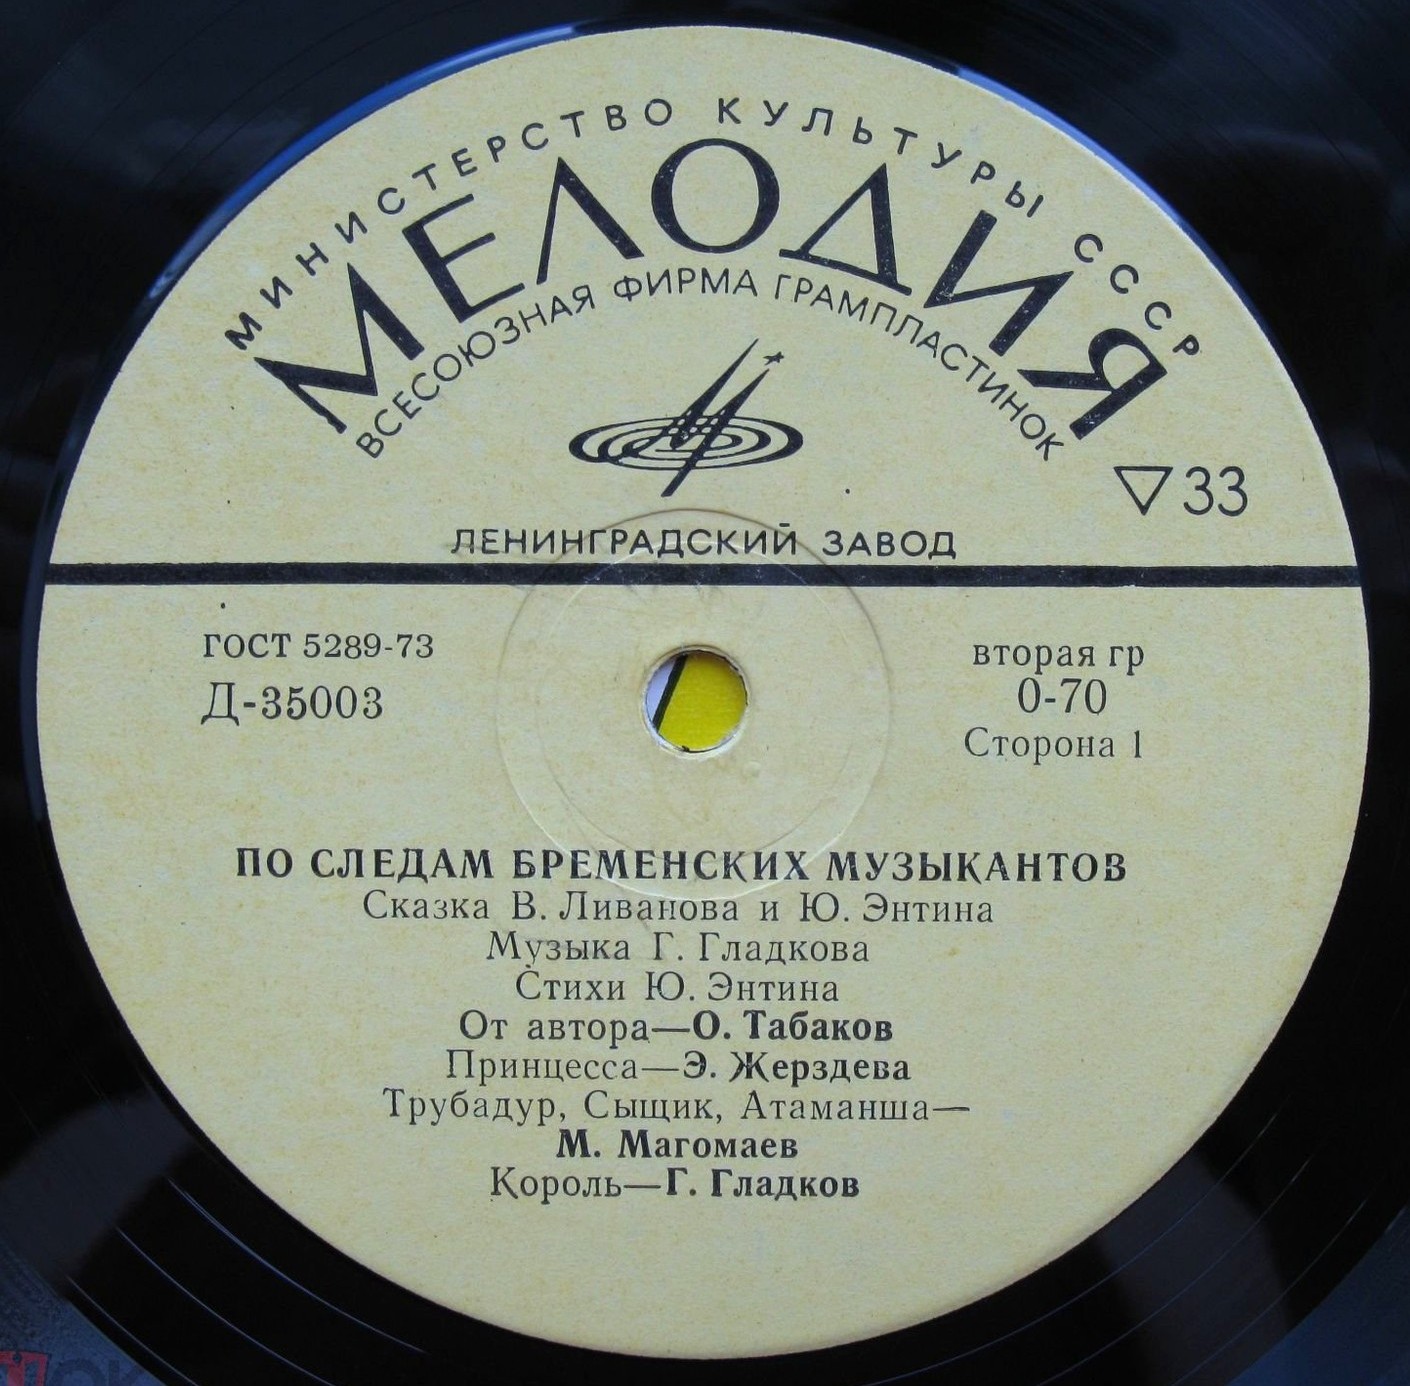 МИНИСТЕРСТВО КУЛЬТУРЫ СССР
МЕЛОДИЯ
ВСЕСОЮЗНАЯ ФИРМА ГРАМПЛАСТИНОК
33
ЛЕНИНГРАДСКИЙ ЗАВОД
ГОСТ 5289-73
Д-35003
вторая гр
0-70
Сторона 1
ПО СЛЕДАМ БРЕМЕНСКИХ МУЗЫКАНТОВ
Сказка В. Ливанова и Ю. Энтина
Музыка Г. Гладкова
Стихи Ю. Энтина
От автора—О. Табаков
Принцесса—Э. Жерздева
Трубадур, Сыщик, Атаманша—
М. Магомаев
Король—Г. Гладков